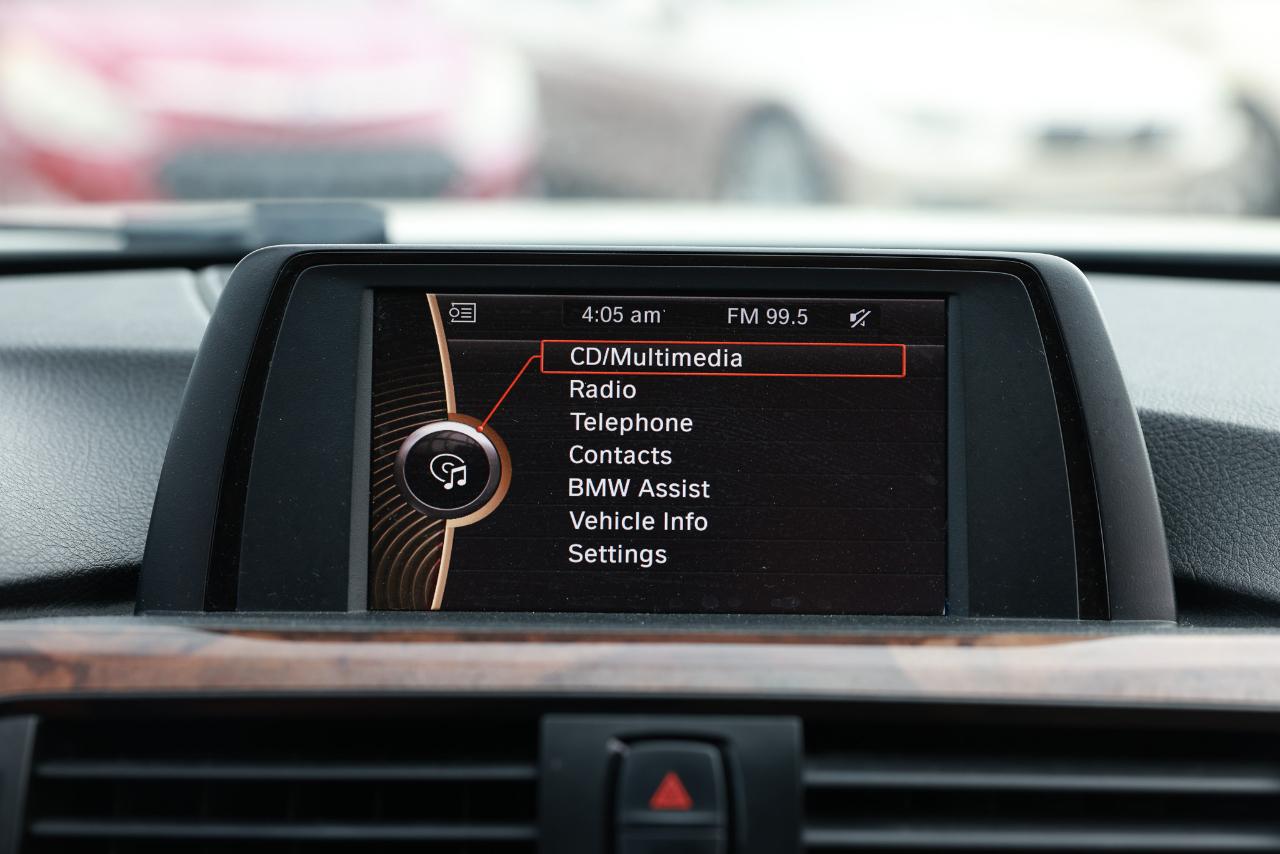 4:05 am FM 99.5
CD/Multimedia
Radio
Telephone
Contacts
BMW Assist
Vehicle Info
Settings